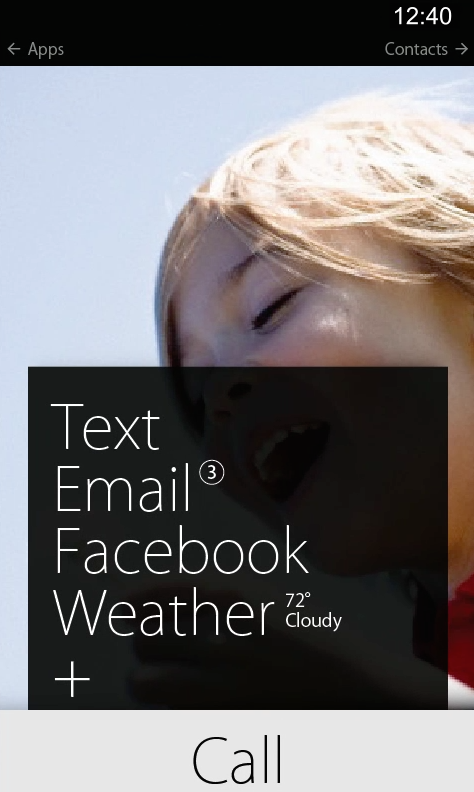 12:40
← Apps Contacts →
Text
Email ③
Facebook
Weather 72° Cloudy
+
Call